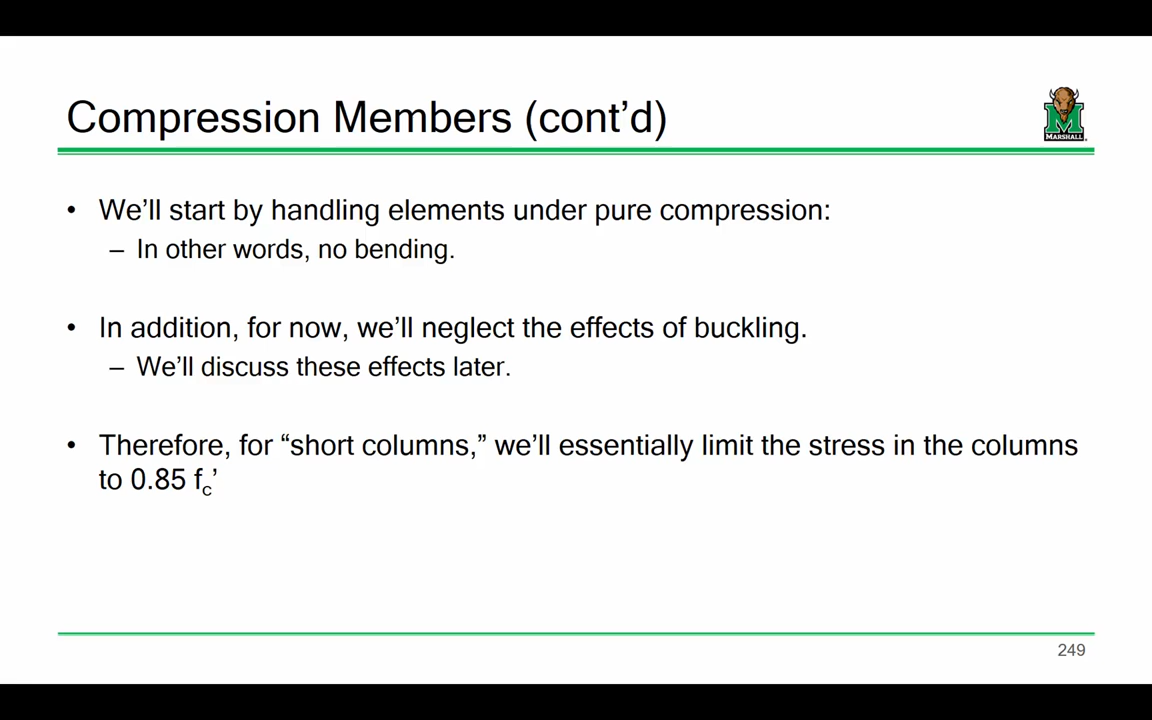 Compression Members (cont’d)
MARSHALL
• We’ll start by handling elements under pure compression:
– In other words, no bending.
• In addition, for now, we’ll neglect the effects of buckling.
– We’ll discuss these effects later.
• Therefore, for “short columns,” we’ll essentially limit the stress in the columns
to 0.85 fc’
249